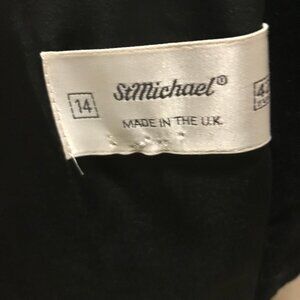 14
StMichael®
MADE IN THE U.K.